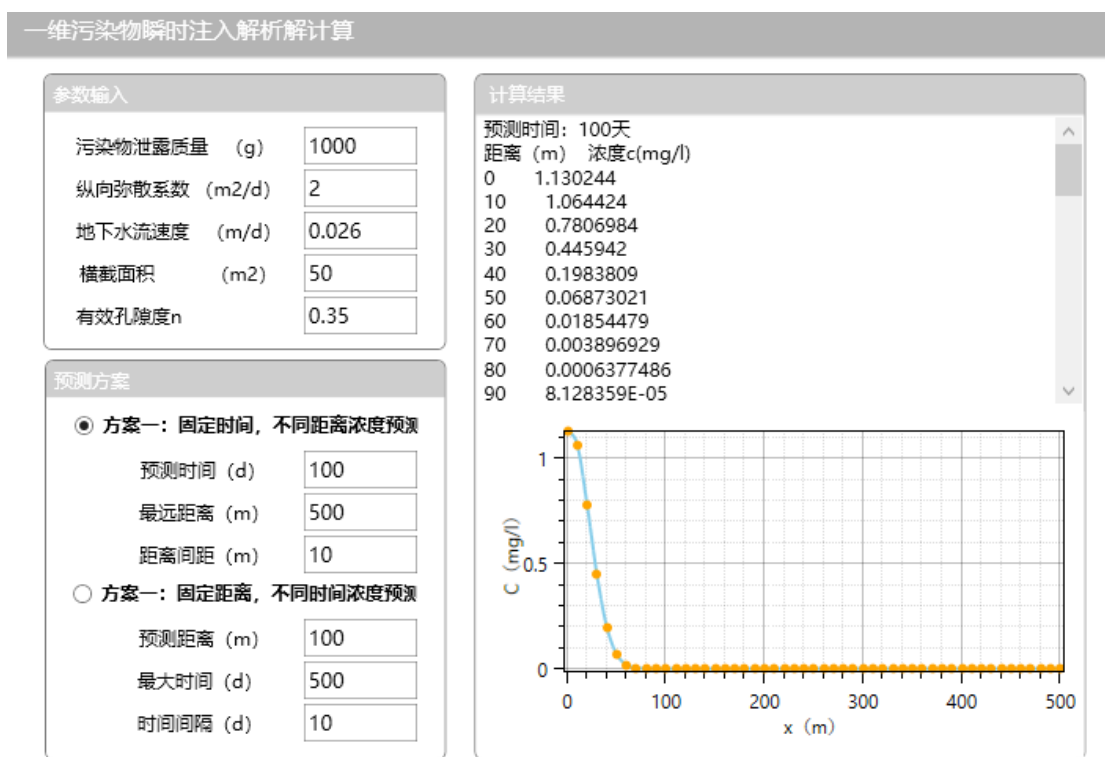 一维污染物瞬时注入解析解计算
参数输入
污染物泄露质量 (g) 1000
纵向弥散系数 (m2/d) 2
地下水流速度 (m/d) 0.026
横截面积 (m2) 50
有效孔隙度n 0.35
预测方案
方案一：固定时间，不同距离浓度预测
预测时间 (d) 100
最远距离 (m) 500
距离间距 (m) 10
方案一：固定距离，不同时间浓度预测
预测距离 (m) 100
最大时间 (d) 500
时间间隔 (d) 10
计算结果
预测时间：100天
距离（m） 浓度c(mg/l)
0 1.130244
10 1.064424
20 0.7806984
30 0.445942
40 0.1983809
50 0.06873021
60 0.01854479
70 0.003896929
80 0.0006377486
90 8.128359E-05
C（mg/l）
1
0.5
0
0 100 200 300 400 500
x（m）